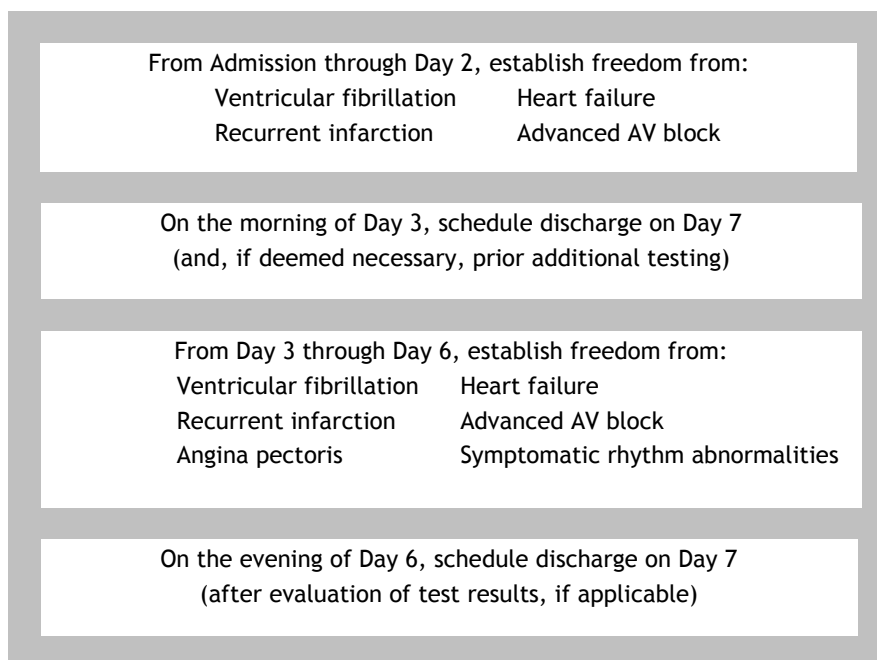 From Admission through Day 2, establish freedom from:
Ventricular fibrillation Heart failure
Recurrent infarction Advanced AV block
On the morning of Day 3, schedule discharge on Day 7
(and, if deemed necessary, prior additional testing)
From Day 3 through Day 6, establish freedom from:
Ventricular fibrillation Heart failure
Recurrent infarction Advanced AV block
Angina pectoris Symptomatic rhythm abnormalities
On the evening of Day 6, schedule discharge on Day 7
(after evaluation of test results, if applicable)